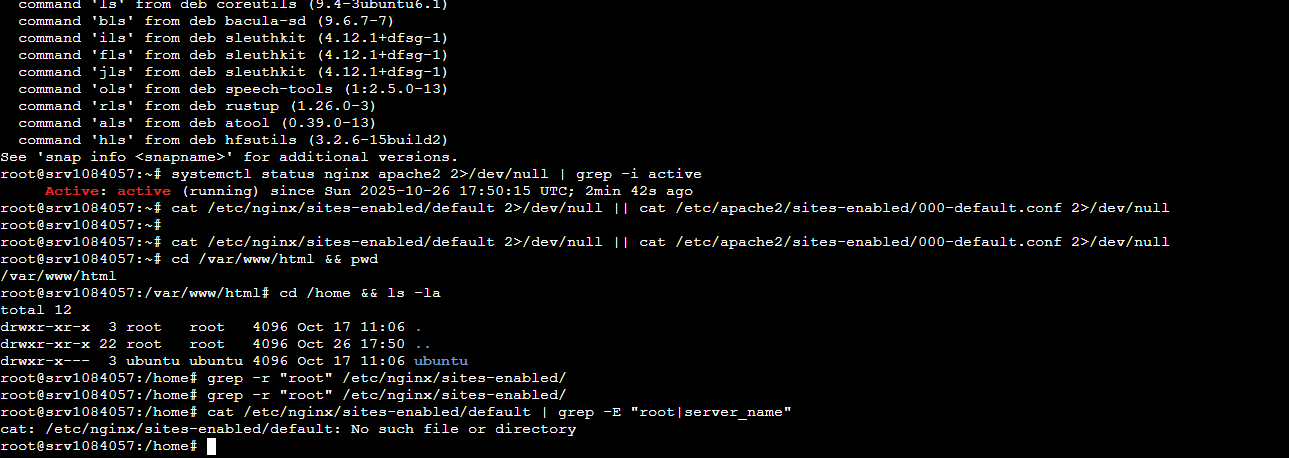 command 'ls' from deb coreutils (9.4-3ubuntu6.1)
command 'bls' from deb bacula-sd (9.6.7-7)
command 'ils' from deb sleuthkit (4.12.1+dfsg-1)
command 'fls' from deb sleuthkit (4.12.1+dfsg-1)
command 'jls' from deb sleuthkit (4.12.1+dfsg-1)
command 'ols' from deb speech-tools (1:2.5.0-13)
command 'rls' from deb rustup (1.26.0-3)
command 'als' from deb atool (0.39.0-13)
command 'hls' from deb hfsutils (3.2.6-15build2)
See 'snap info <snapname>' for additional versions.
root@srv1084057:~# systemctl status nginx apache2 2>/dev/null | grep -i active
Active: active (running) since Sun 2025-10-26 17:50:15 UTC; 2min 42s ago
root@srv1084057:~# cat /etc/nginx/sites-enabled/default 2>/dev/null || cat /etc/apache2/sites-enabled/000-default.conf 2>/dev/null
root@srv1084057:~#
root@srv1084057:~# cat /etc/nginx/sites-enabled/default 2>/dev/null || cat /etc/apache2/sites-enabled/000-default.conf 2>/dev/null
root@srv1084057:~# cd /var/www/html && pwd
/var/www/html
root@srv1084057:/var/www/html# cd /home && ls -la
total 12
drwxr-xr-x  3 root   root   4096 Oct 17 11:06 .
drwxr-xr-x 22 root   root   4096 Oct 26 17:50 ..
drwxr-x---  3 ubuntu ubuntu 4096 Oct 17 11:06 ubuntu
root@srv1084057:/home# grep -r "root" /etc/nginx/sites-enabled/
root@srv1084057:/home# grep -r "root" /etc/nginx/sites-enabled/
root@srv1084057:/home# cat /etc/nginx/sites-enabled/default | grep -E "root|server_name"
cat: /etc/nginx/sites-enabled/default: No such file or directory
root@srv1084057:/home#